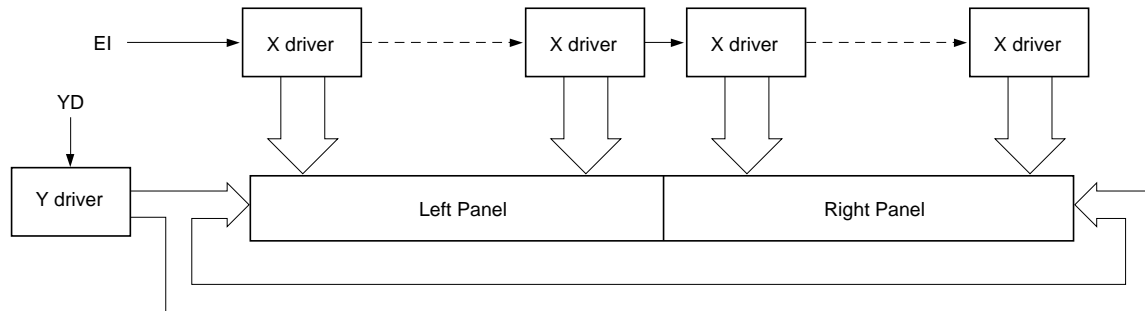 EI
X driver
X driver
X driver
X driver
YD
Y driver
Left Panel
Right Panel